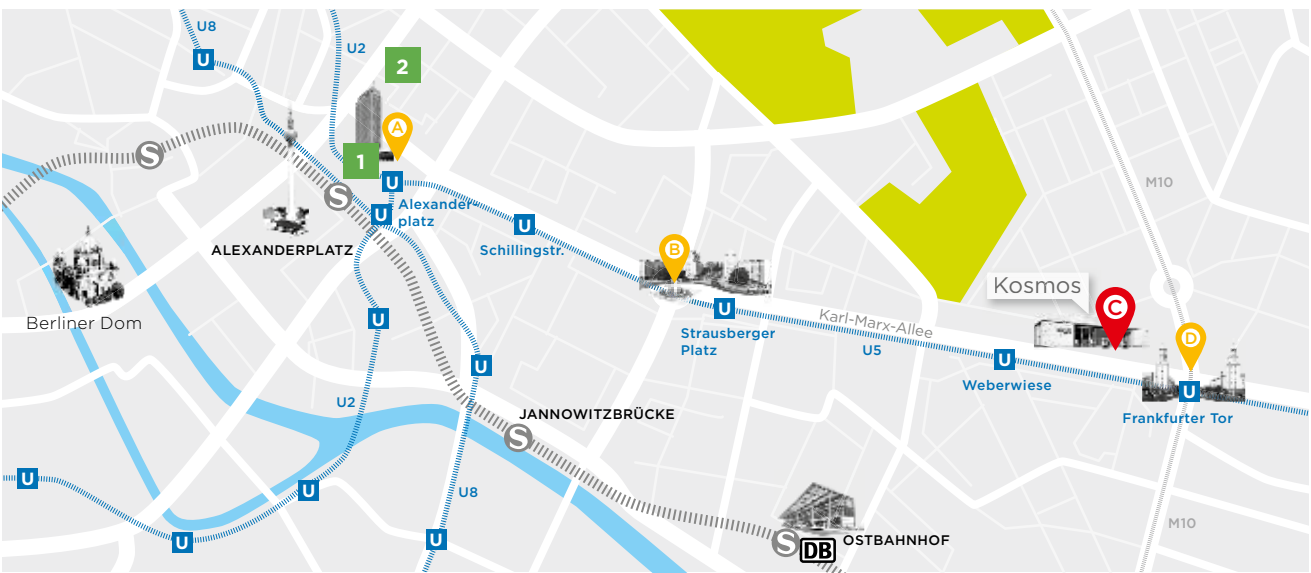 U8
U2
U
2
A
1
S
U
S
U
Alexander-
platz
U
Schillingstr.
ALEXANDERPLATZ
B
M10
Berliner Dom
Kosmos
C
U
U
Strausberger
Platz
Karl-Marx-Allee
U5
D
U
Weberwiese
U
U
Frankfurter Tor
U2
JANNOWITZBRÜCKE
S
U
U
U8
U
U
M10
S
DB
OSTBAHNHOF